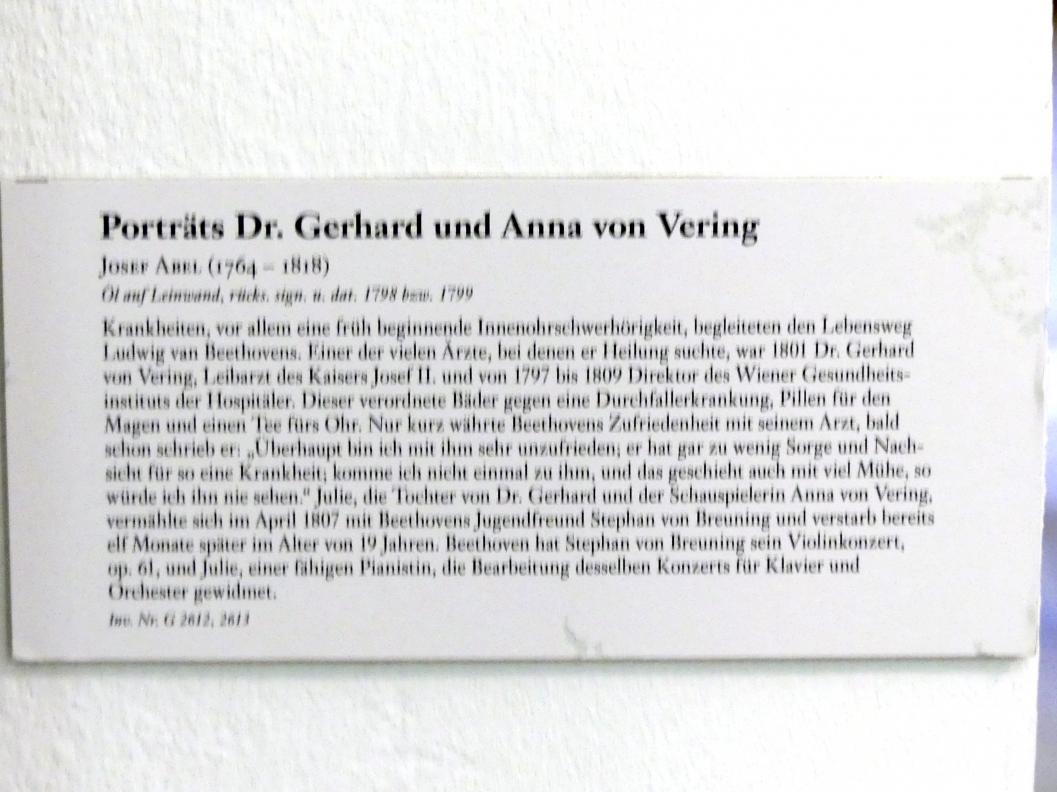 Porträts Dr. Gerhard und Anna von Vering
Josef Abel (1764 – 1818)
Öl auf Leinwand, rücks. sign. u. dat. 1798 bzw. 1799
Krankheiten, vor allem eine früh beginnende Innenohrschwerhörigkeit, begleiteten den Lebensweg
Ludwig van Beethovens. Einer der vielen Ärzte, bei denen er Heilung suchte, war 1801 Dr. Gerhard
von Vering, Leibarzt des Kaisers Josef II. und von 1797 bis 1809 Direktor des Wiener Gesundheits-
instituts der Hospitäler. Dieser verordnete Bäder gegen eine Durchfallerkrankung, Pillen für den
Magen und einen Tee fürs Ohr. Nur kurz währte Beethovens Zufriedenheit mit seinem Arzt, bald
schon schrieb er: „Überhaupt bin ich mit ihm sehr unzufrieden; er hat gar zu wenig Sorge und Nach-
sicht für so eine Krankheit; komme ich nicht einmal zu ihm, und das geschieht auch mit viel Mühe, so
würde ich ihn nie sehen." Julie, die Tochter von Dr. Gerhard und der Schauspielerin Anna von Vering,
vermählte sich im April 1807 mit Beethovens Jugendfreund Stephan von Breuning und verstarb bereits
elf Monate später im Alter von 19 Jahren. Beethoven hat Stephan von Breuning sein Violinkonzert,
op. 61, und Julie, einer fähigen Pianistin, die Bearbeitung desselben Konzerts für Klavier und
Orchester gewidmet.
Inv. Nr. G 2612, 2613